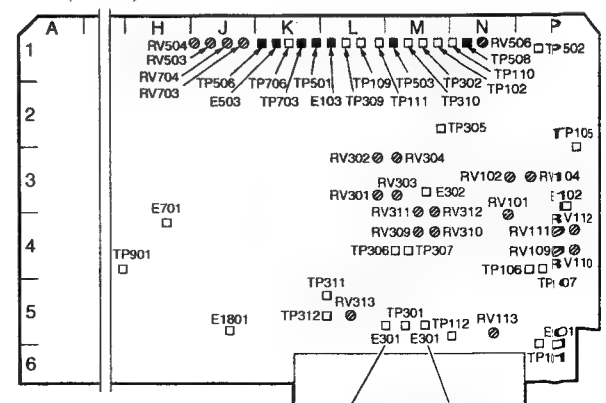 A H J K L M N P
1 RV504 RV506 TP502
RV503 TP508
RV704 TP506 TP706 TP501 TP109 TP503 TP302 TP110
RV703 E503 TP703 E103 TP309 TP111 TP310 TP102
2 TP305 TP105
RV302 RV304
3 RV303 RV102
RV301 E302 RV101
E701 RV311 RV312 RV112
4 RV309 RV310 RV111
TP306 TP307 RV109 RV110
TP901 TP106
TP311
5 RV313
TP312 TP301 TP112 RV113
E1801 E301 E301
6